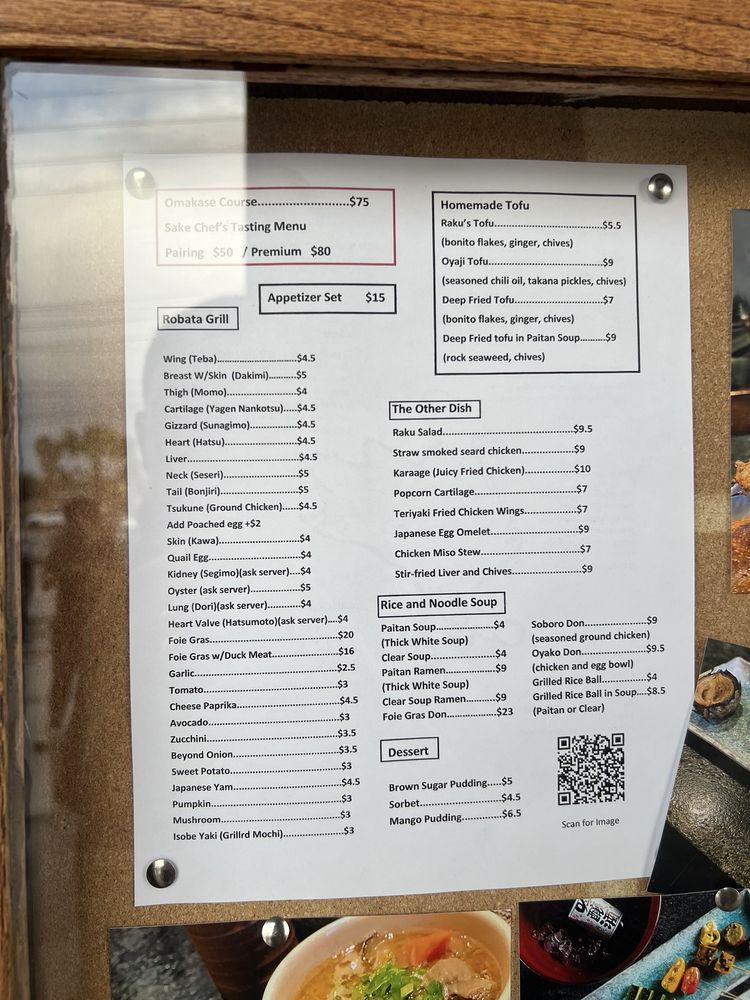 Omakase Course...........................$75
Sake Chef's Tasting Menu
Pairing $50 / Premium $80
Appetizer Set $15
Robata Grill
Wing (Teba)..............................$4.5
Breast W/Skin (Dakimi)..........$5
Thigh (Momo)........................$4
Cartilage (Yagen Nankotsu).....$4.5
Gizzard (Sunagimo)................$4.5
Heart (Hatsu).........................$4.5
Liver.......................................$4.5
Neck (Seseri)..........................$5
Tail (Bonjiri)...........................$5
Tsukune (Ground Chicken)......$4.5
Add Poached egg +$2
Skin (Kawa)............................$4
Quail Egg................................$4
Kidney (Segimo)(ask server)....$4
Oyster (ask server).................$5
Lung (Dori)(ask server)............$4
Heart Valve (Hatsumoto)(ask server)....$4
Foie Gras...........................................$20
Foie Gras w/Duck Meat......................$16
Garlic................................................$2.5
Tomato..............................................$3
Cheese Paprika...................................$4.5
Avocado............................................$3
Zucchini............................................$3.5
Beyond Onion....................................$3.5
Sweet Potato.....................................$3
Japanese Yam....................................$4.5
Pumpkin............................................$3
Mushroom.........................................$3
Isobe Yaki (Grillrd Mochi)....................$3
Homemade Tofu
Raku's Tofu....................................$5.5
(bonito flakes, ginger, chives)
Oyaji Tofu......................................$9
(seasoned chili oil, takana pickles, chives)
Deep Fried Tofu..............................$7
(bonito flakes, ginger, chives)
Deep Fried tofu in Paitan Soup..........$9
(rock seaweed, chives)
The Other Dish
Raku Salad...........................................$9.5
Straw smoked seard chicken.................$9
Karaage (Juicy Fried Chicken)................$10
Popcorn Cartilage.................................$7
Teriyaki Fried Chicken Wings.................$7
Japanese Egg Omelet............................$9
Chicken Miso Stew................................$7
Stir-fried Liver and Chives......................$9
Rice and Noodle Soup
Paitan Soup....................$4
(Thick White Soup)
Clear Soup......................$4
Paitan Ramen.................$9
(Thick White Soup)
Clear Soup Ramen..........$9
Foie Gras Don.................$23
Soboro Don.........................$9
(seasoned ground chicken)
Oyako Don..........................$9.5
(chicken and egg bowl)
Grilled Rice Ball...................$4
Grilled Rice Ball in Soup....$8.5
(Paitan or Clear)
Dessert
Brown Sugar Pudding.....$5
Sorbet...........................$4.5
Mango Pudding.............$6.5
Scan for Image